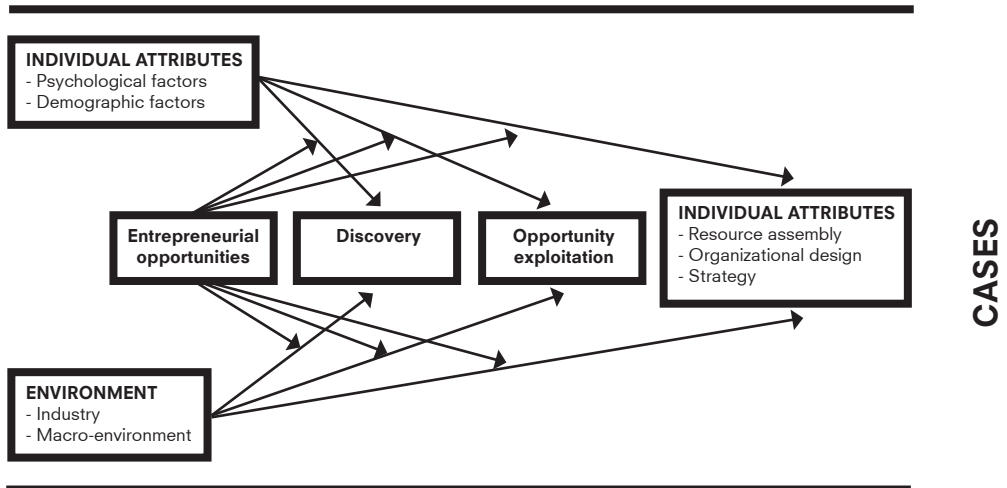 INDIVIDUAL ATTRIBUTES
- Psychological factors
- Demographic factors
Entrepreneurial
opportunities
Discovery
Opportunity
exploitation
INDIVIDUAL ATTRIBUTES
- Resource assembly
- Organizational design
- Strategy
ENVIRONMENT
- Industry
- Macro-environment
CASES